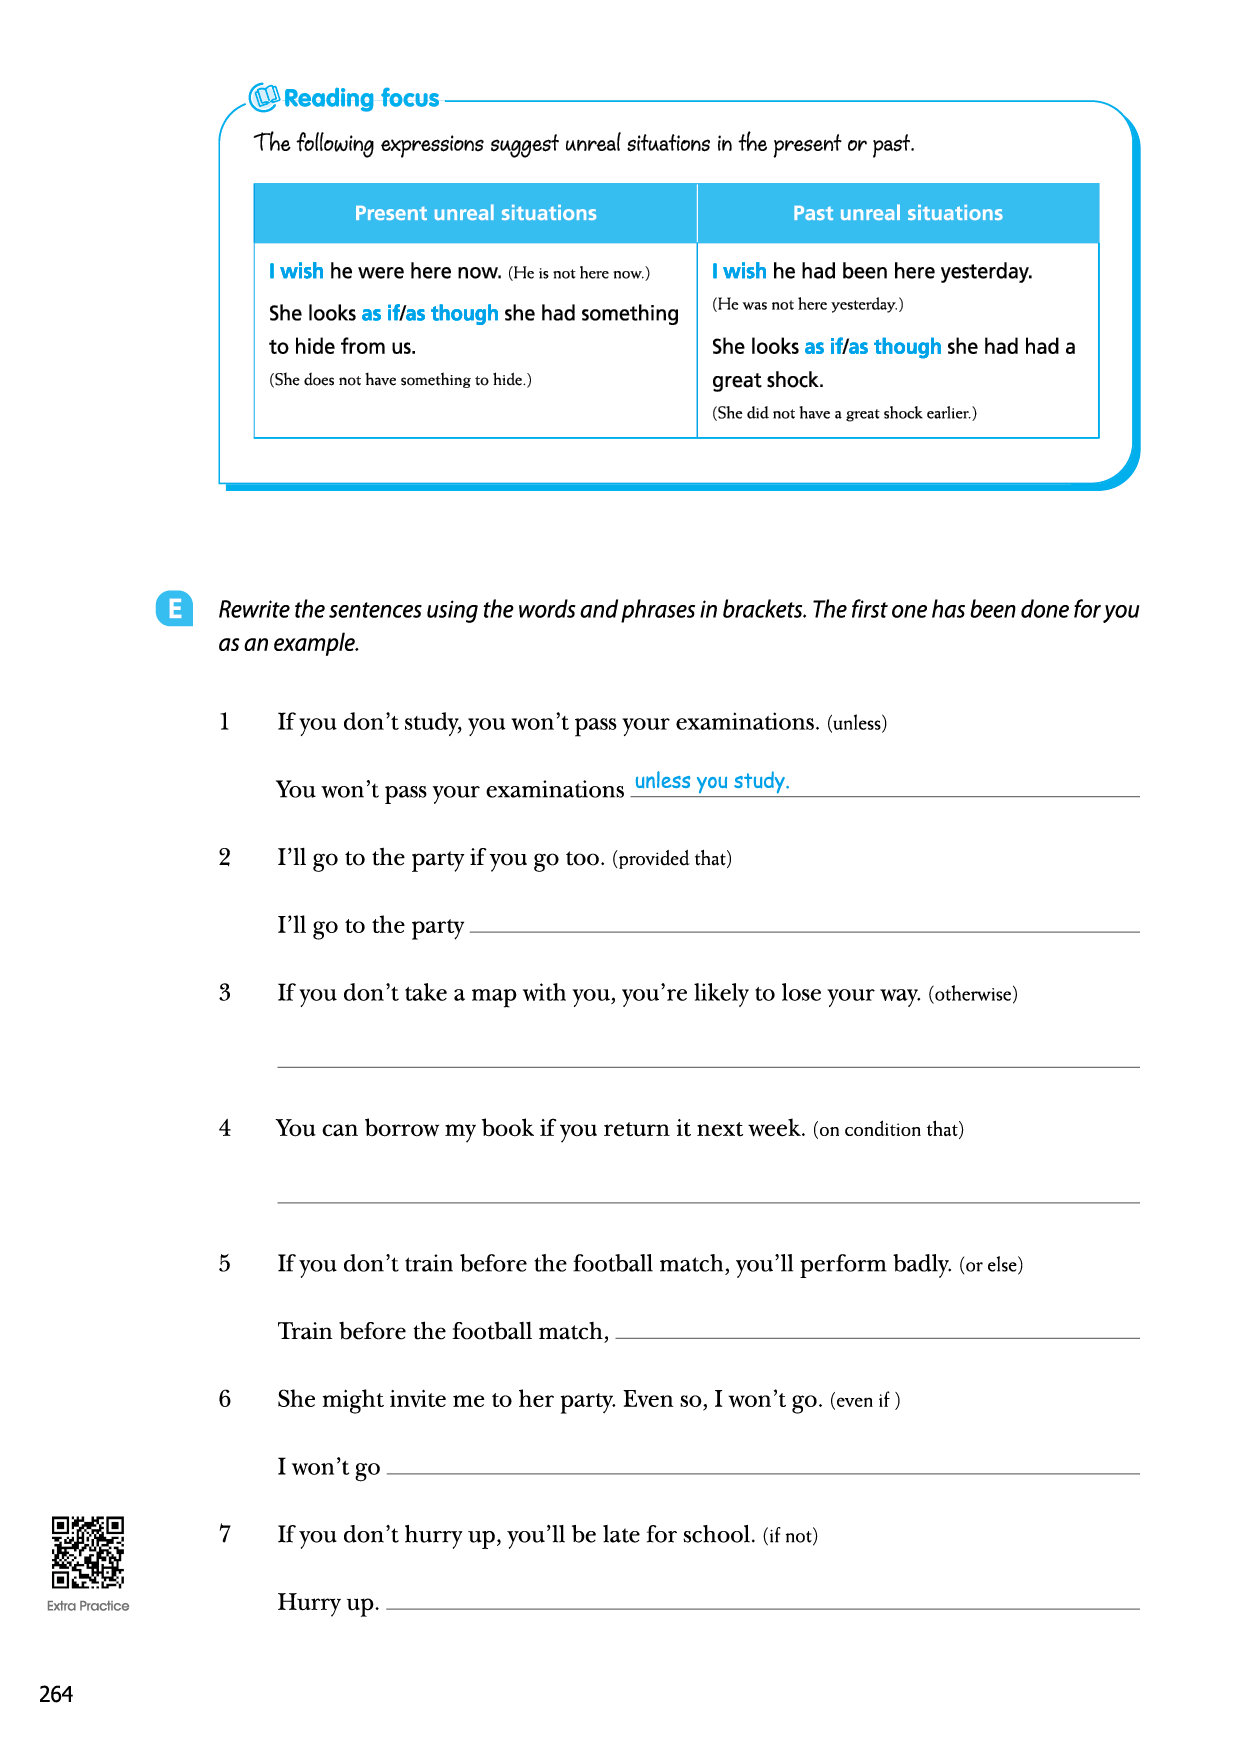 Reading focus
The following expressions suggest unreal situations in the present or past.
Present unreal situations
Past unreal situations
I wish he were here now. (He is not here now.)
She looks as if/as though she had something
to hide from us.
(She does not have something to hide.)
I wish he had been here yesterday.
(He was not here yesterday.)
She looks as if/as though she had had a
great shock.
(She did not have a great shock earlier.)
E Rewrite the sentences using the words and phrases in brackets. The first one has been done for you
as an example.
1 If you don't study, you won't pass your examinations. (unless)
You won't pass your examinations unless you study.
2 I'll go to the party if you go too. (provided that)
I'll go to the party
3 If you don't take a map with you, you're likely to lose your way. (otherwise)
4 You can borrow my book if you return it next week. (on condition that)
5 If you don't train before the football match, you'll perform badly. (or else)
Train before the football match,
6 She might invite me to her party. Even so, I won't go. (even if )
I won't go
7 If you don't hurry up, you'll be late for school. (if not)
Hurry up.
Extra Practice
264